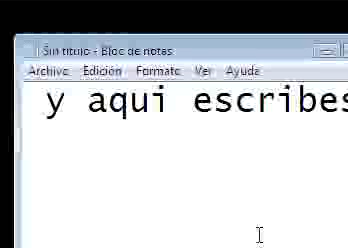 Sin título - Bloc de notas
Archivo Edición Formato Ver Ayuda
y aqui escribes